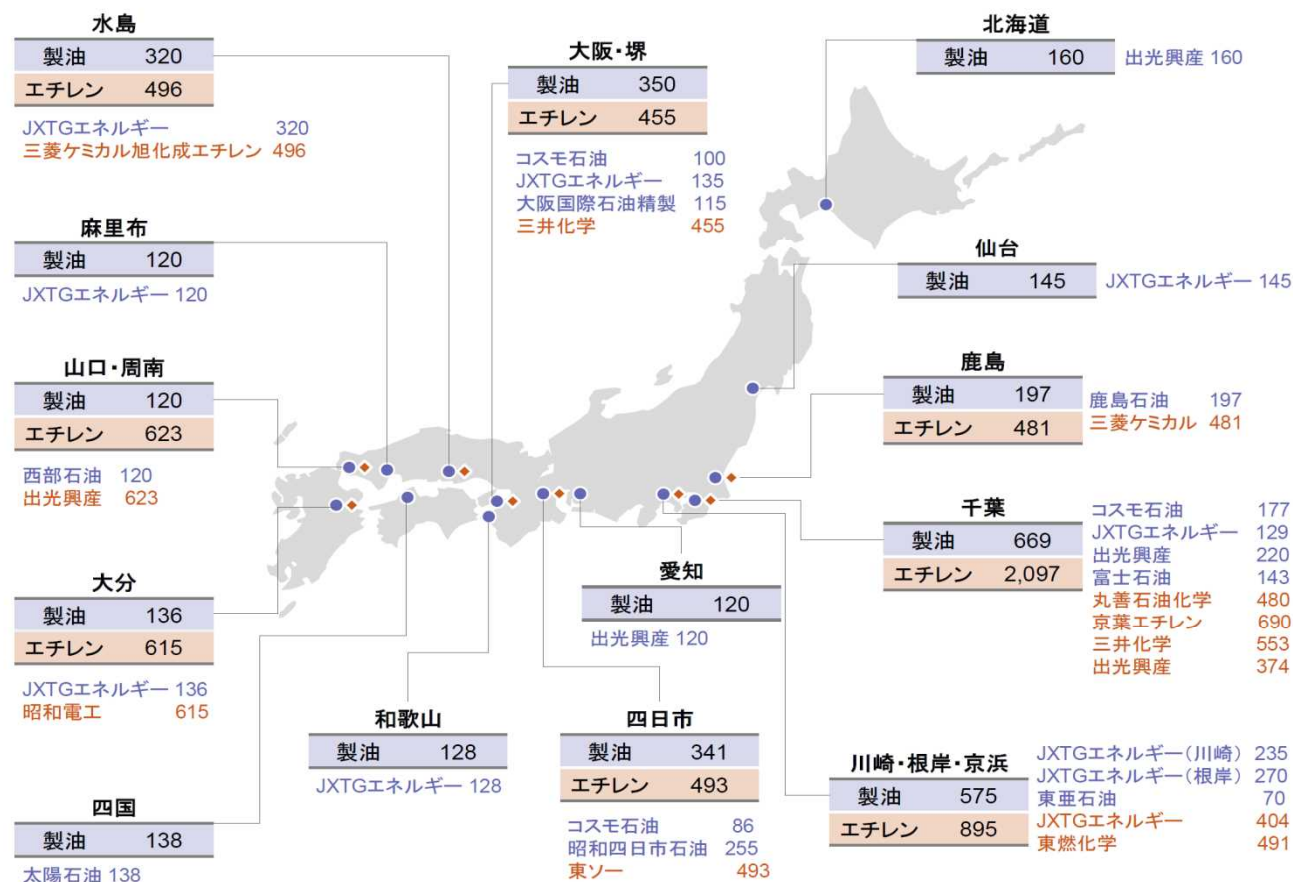 水島
製油 320
エチレン 496
JXTGエネルギー 320
三菱ケミカル旭化成エチレン 496
麻里布
製油 120
JXTGエネルギー 120
山口・周南
製油 120
エチレン 623
西部石油 120
出光興産 623
大分
製油 136
エチレン 615
JXTGエネルギー 136
昭和電工 615
四国
製油 138
太陽石油 138
大阪・堺
製油 350
エチレン 455
コスモ石油 100
JXTGエネルギー 135
大阪国際石油精製 115
三井化学 455
和歌山
製油 128
JXTGエネルギー 128
四日市
製油 341
エチレン 493
コスモ石油 86
昭和四日市石油 255
東ソー 493
愛知
製油 120
出光興産 120
北海道
製油 160
出光興産 160
仙台
製油 145
JXTGエネルギー 145
鹿島
製油 197
エチレン 481
鹿島石油 197
三菱ケミカル 481
千葉
製油 669
エチレン 2,097
コスモ石油 177
JXTGエネルギー 129
出光興産 220
富士石油 143
丸善石油化学 480
京葉エチレン 690
三井化学 553
出光興産 374
川崎・根岸・京浜
製油 575
エチレン 895
JXTGエネルギー(川崎) 235
JXTGエネルギー(根岸) 270
東亜石油 70
JXTGエネルギー 404
東燃化学 491